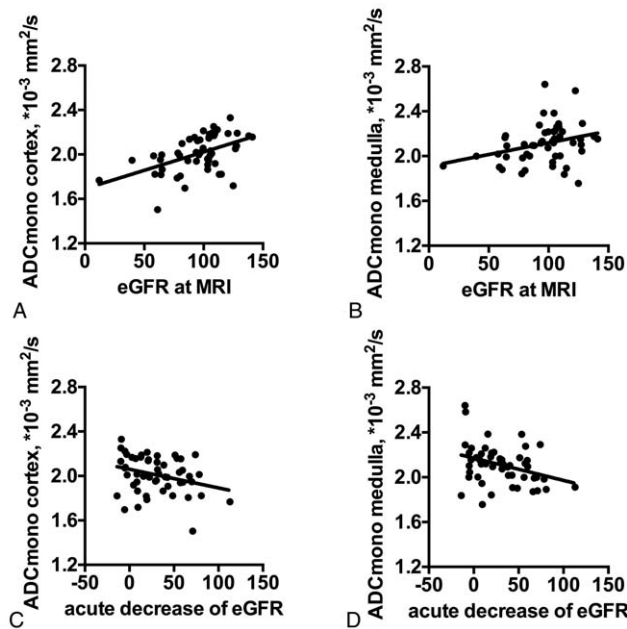 ADCmono cortex, *10⁻³ mm²/s
2.8
2.4
2.0
1.6
1.2
0 50 100 150
eGFR at MRI
A
ADCmono medulla, *10⁻³ mm²/s
2.8
2.4
2.0
1.6
1.2
0 50 100 150
eGFR at MRI
B
ADCmono cortex, *10⁻³ mm²/s
2.8
2.4
2.0
1.6
1.2
-50 0 50 100 150
acute decrease of eGFR
C
ADCmono medulla, *10⁻³ mm²/s
2.8
2.4
2.0
1.6
1.2
-50 0 50 100 150
acute decrease of eGFR
D